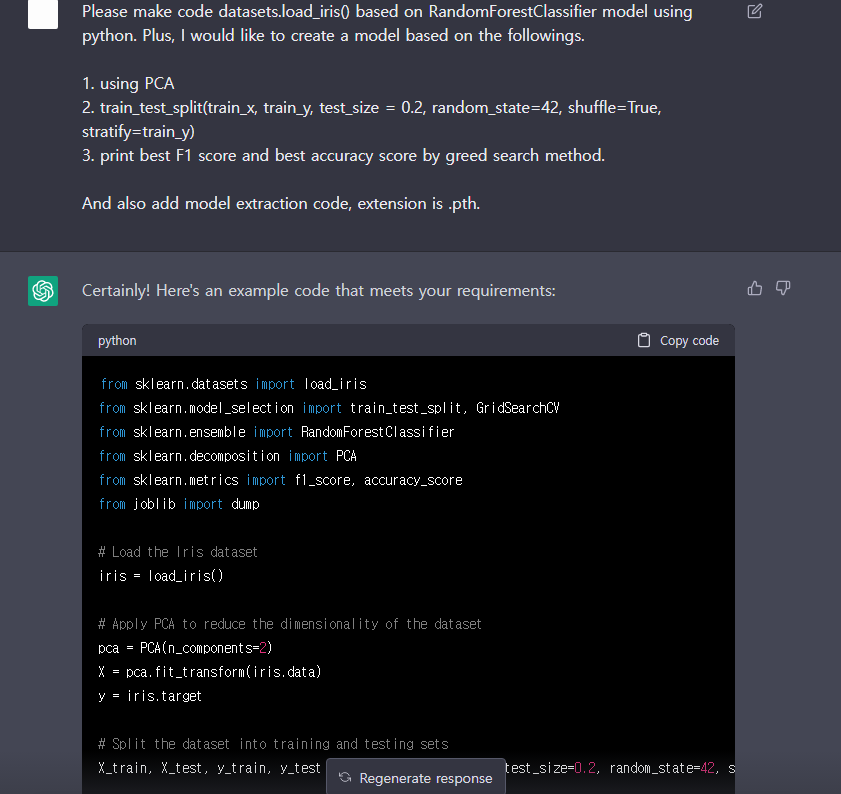 Please make code datasets.load_iris() based on RandomForestClassifier model using
python. Plus, I would like to create a model based on the followings.
1. using PCA
2. train_test_split(train_x, train_y, test_size = 0.2, random_state=42, shuffle=True,
stratify=train_y)
3. print best F1 score and best accuracy score by greed search method.
And also add model extraction code, extension is .pth.
Certainly! Here's an example code that meets your requirements:
python
Copy code
from sklearn.datasets import load_iris
from sklearn.model_selection import train_test_split, GridSearchCV
from sklearn.ensemble import RandomForestClassifier
from sklearn.decomposition import PCA
from sklearn.metrics import f1_score, accuracy_score
from joblib import dump
# Load the Iris dataset
iris = load_iris()
# Apply PCA to reduce the dimensionality of the dataset
pca = PCA(n_components=2)
X = pca.fit_transform(iris.data)
y = iris.target
# Split the dataset into training and testing sets
X_train, X_test, y_train, y_test test_size=0.2, random_state=42, s
Regenerate response